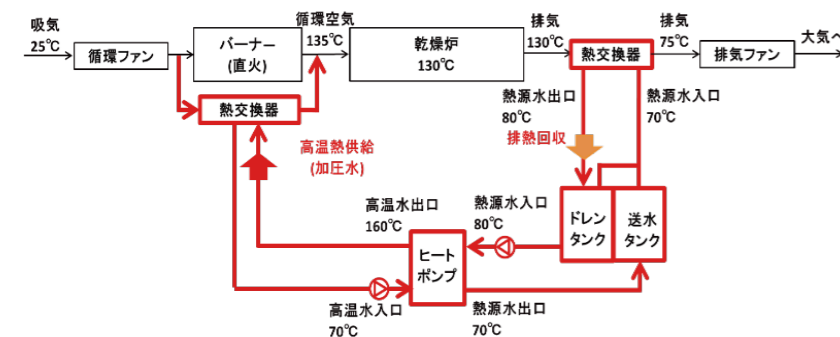 吸気
25℃
循環ファン
バーナー
(直火)
循環空気
135℃
乾燥炉
130℃
排気
130℃
熱交換器
排気
75℃
排気ファン
大気へ
熱交換器
高温熱供給
(加圧水)
熱源水出口
80℃
排熱回収
熱源水入口
70℃
高温水出口
160℃
熱源水入口
80℃
ドレン
タンク
送水
タンク
ヒート
ポンプ
高温水入口
70℃
熱源水出口
70℃